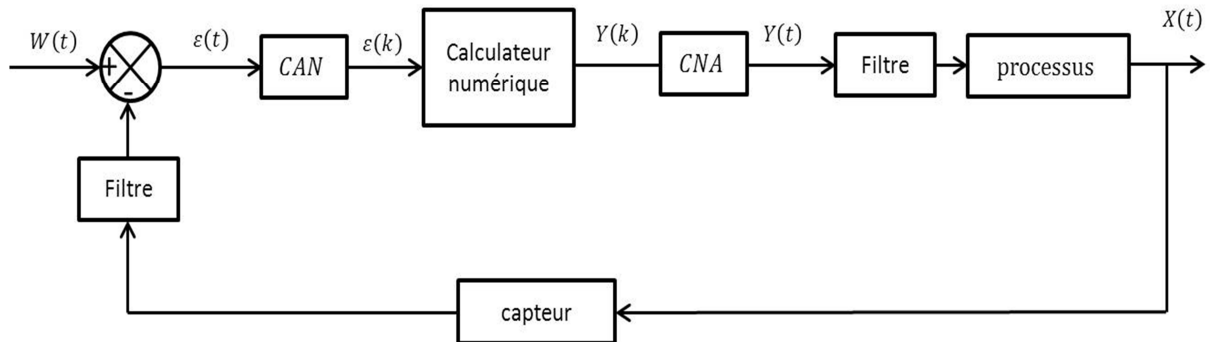 W(t)
+
-
ε(t)
CAN
ε(k)
Calculateur
numérique
Y(k)
CNA
Y(t)
Filtre
processus
X(t)
Filtre
capteur